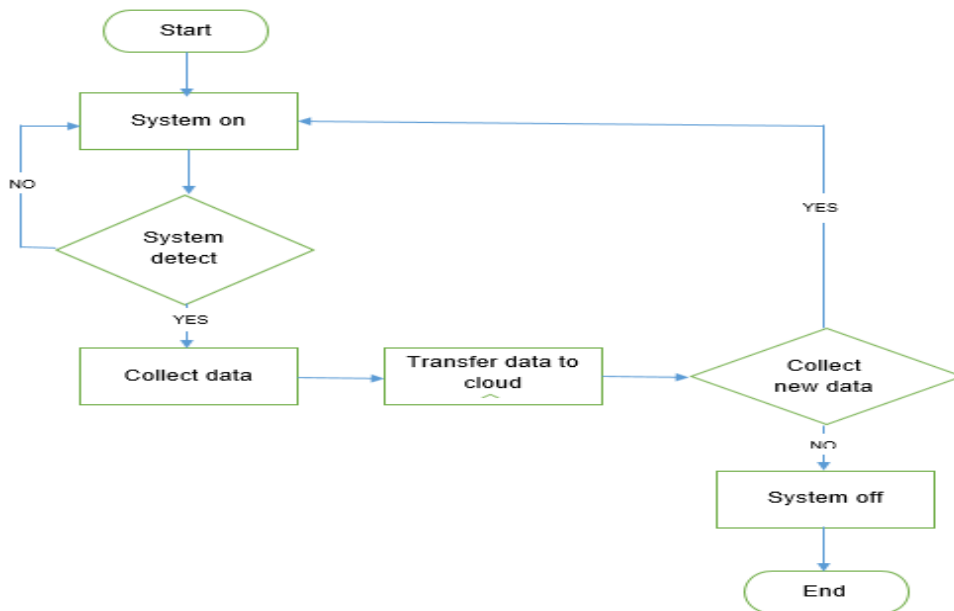 Start
System on
NO
YES
System
detect
YES
Collect data
Transfer data to
cloud
Collect
new data
NO
System off
End